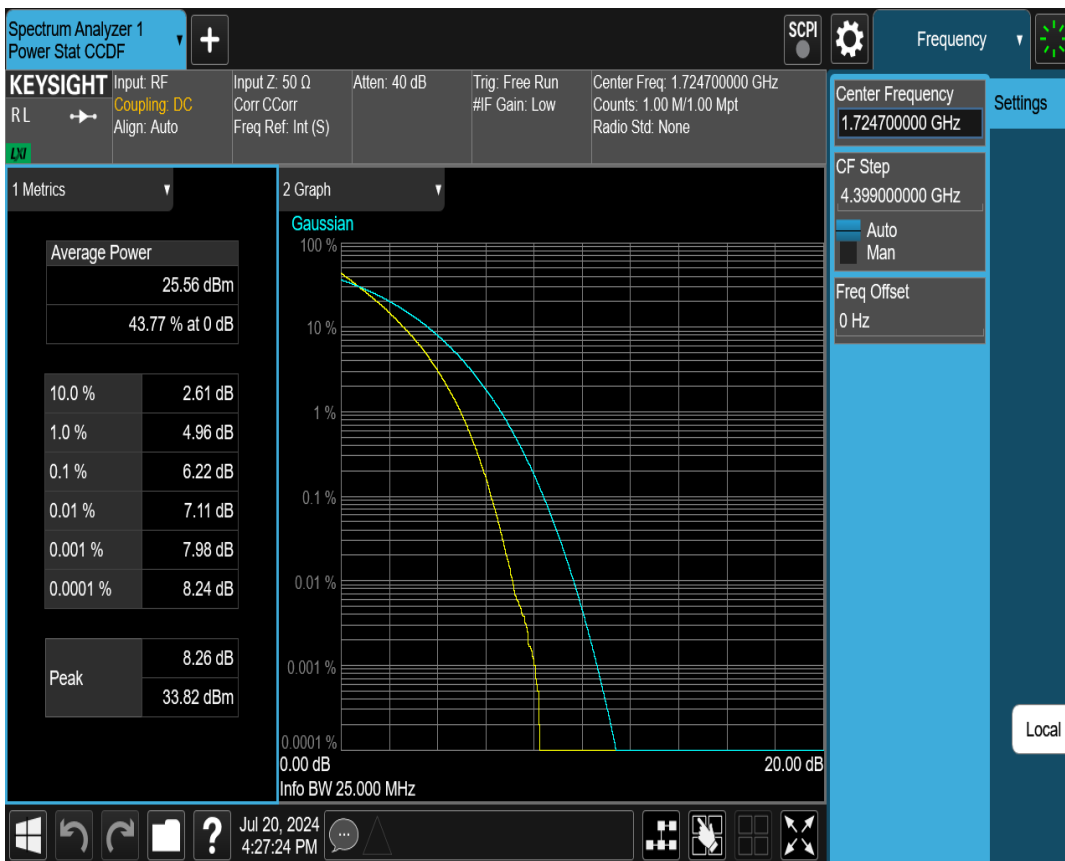 Spectrum Analyzer 1
Power Stat CCDF
SCPI
Frequency
KEYSIGHT
RL
LXI
Input: RF
Coupling: DC
Align: Auto
Input Z: 50 Ω
Corr CCorr
Freq Ref: Int (S)
Atten: 40 dB
Trig: Free Run
#IF Gain: Low
Center Freq: 1.724700000 GHz
Counts: 1.00 M/1.00 Mpt
Radio Std: None
Center Frequency
1.724700000 GHz
Settings
CF Step
4.399000000 GHz
Auto
Man
Freq Offset
0 Hz
1 Metrics
Average Power
25.56 dBm
43.77 % at 0 dB
10.0 % 2.61 dB
1.0 % 4.96 dB
0.1 % 6.22 dB
0.01 % 7.11 dB
0.001 % 7.98 dB
0.0001 % 8.24 dB
Peak
8.26 dB
33.82 dBm
2 Graph
Gaussian
100 %
10 %
1 %
0.1 %
0.01 %
0.001 %
0.0001 %
0.00 dB 20.00 dB
Info BW 25.000 MHz
Local
?
Jul 20, 2024
4:27:24 PM